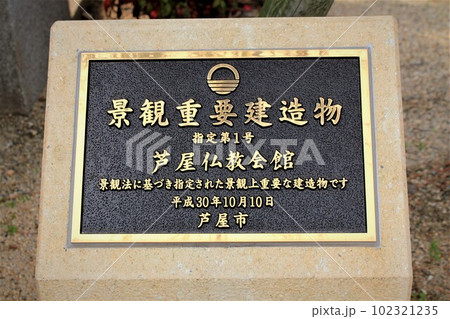 景観重要建造物
指定第1号
芦屋仏教会館
景観法に基づき指定された景観上重要な建造物です
平成30年10月10日
芦屋市
PIXTA
pixta.jp - 102321235